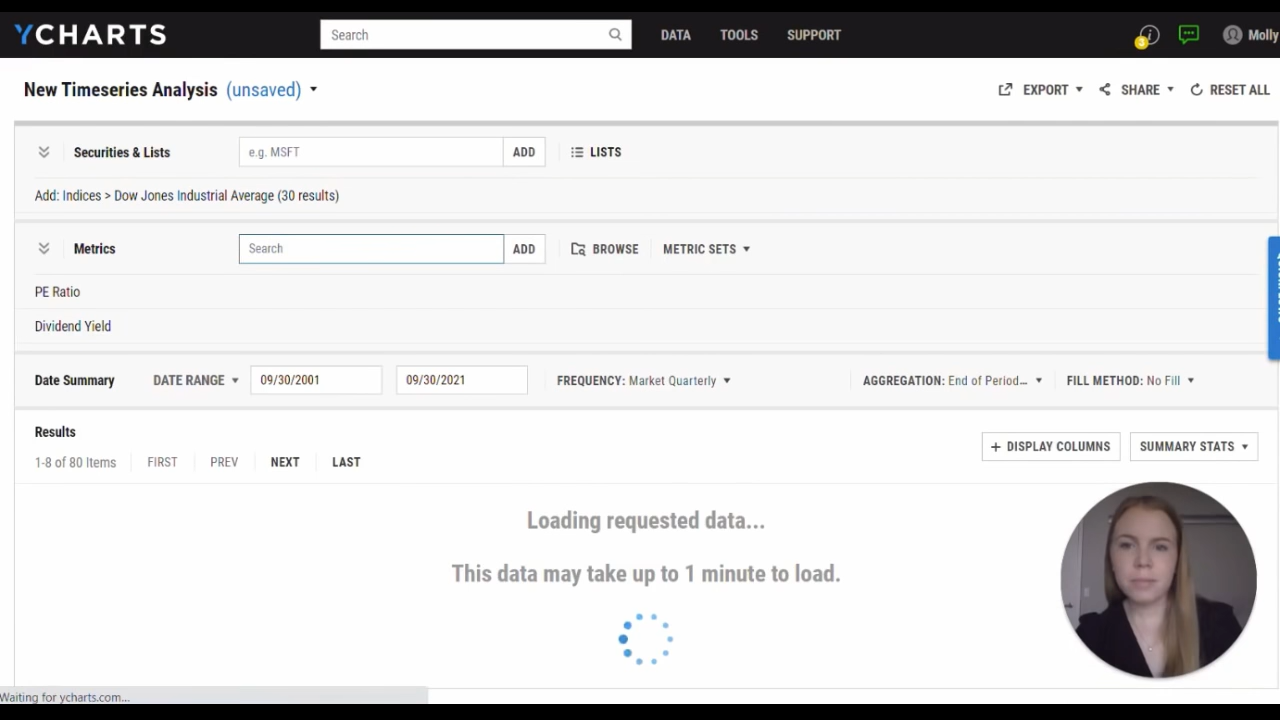 YCHARTS Search DATA TOOLS SUPPORT 3 i Molly
New Timeseries Analysis (unsaved) EXPORT SHARE RESET ALL
Securities & Lists e.g. MSFT ADD LISTS
Add: Indices > Dow Jones Industrial Average (30 results)
Metrics Search ADD BROWSE METRIC SETS
PE Ratio
Dividend Yield
Date Summary DATE RANGE 09/30/2001 09/30/2021 FREQUENCY: Market Quarterly AGGREGATION: End of Period... FILL METHOD: No Fill
Results
1-8 of 80 Items FIRST PREV NEXT LAST + DISPLAY COLUMNS SUMMARY STATS
Loading requested data...
This data may take up to 1 minute to load.
Waiting for ycharts.com...